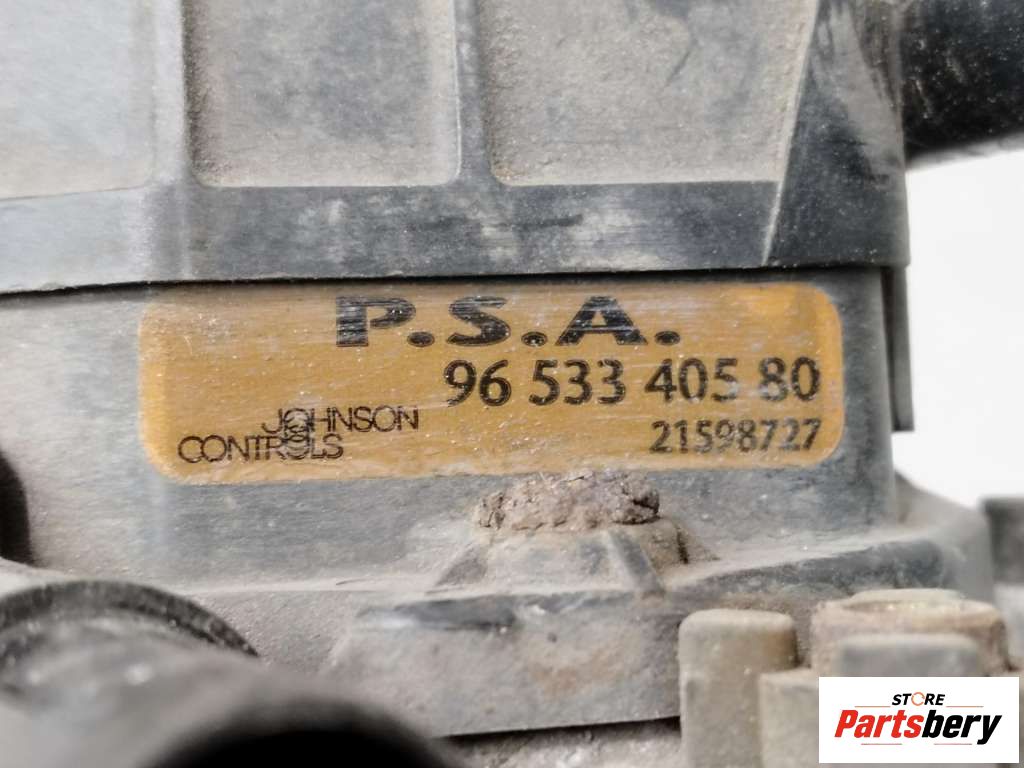 P.S.A.
96 533 405 80
JOHNSON
CONTROLS
21598727
STORE
Partsbery